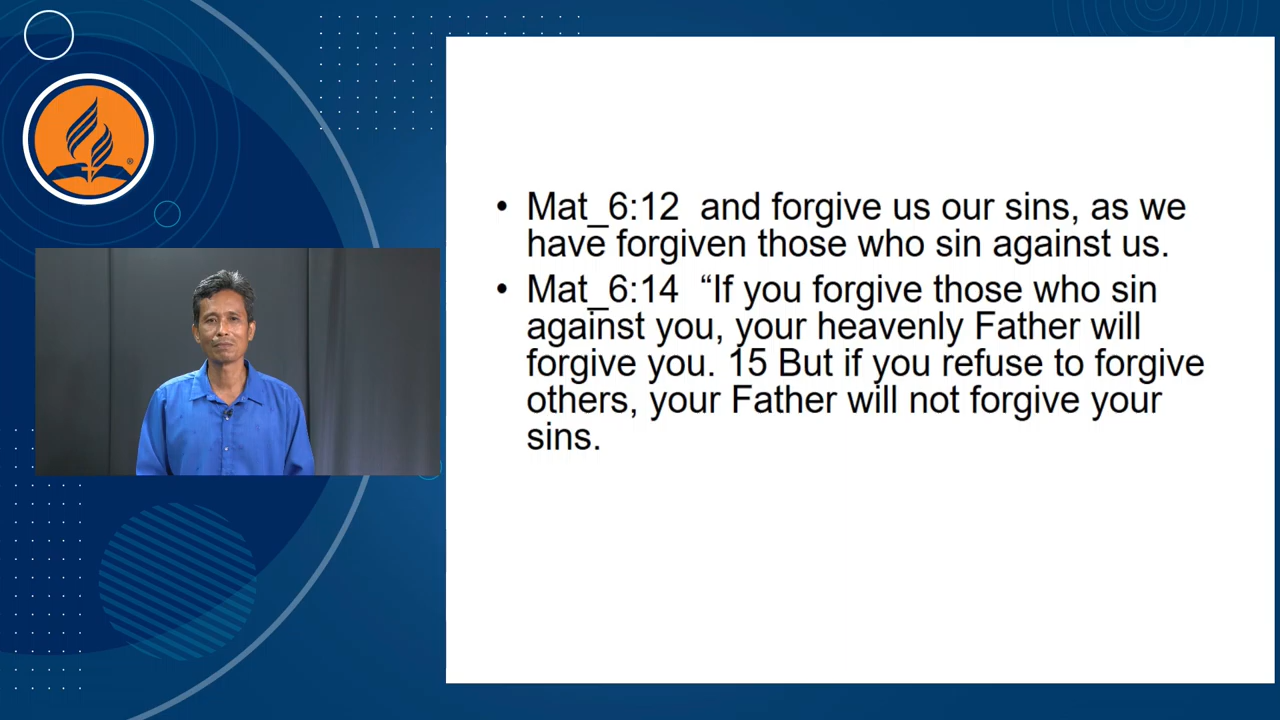 • Mat_6:12  and forgive us our sins, as we
have forgiven those who sin against us.
• Mat_6:14  “If you forgive those who sin
against you, your heavenly Father will
forgive you. 15 But if you refuse to forgive
others, your Father will not forgive your
sins.
®